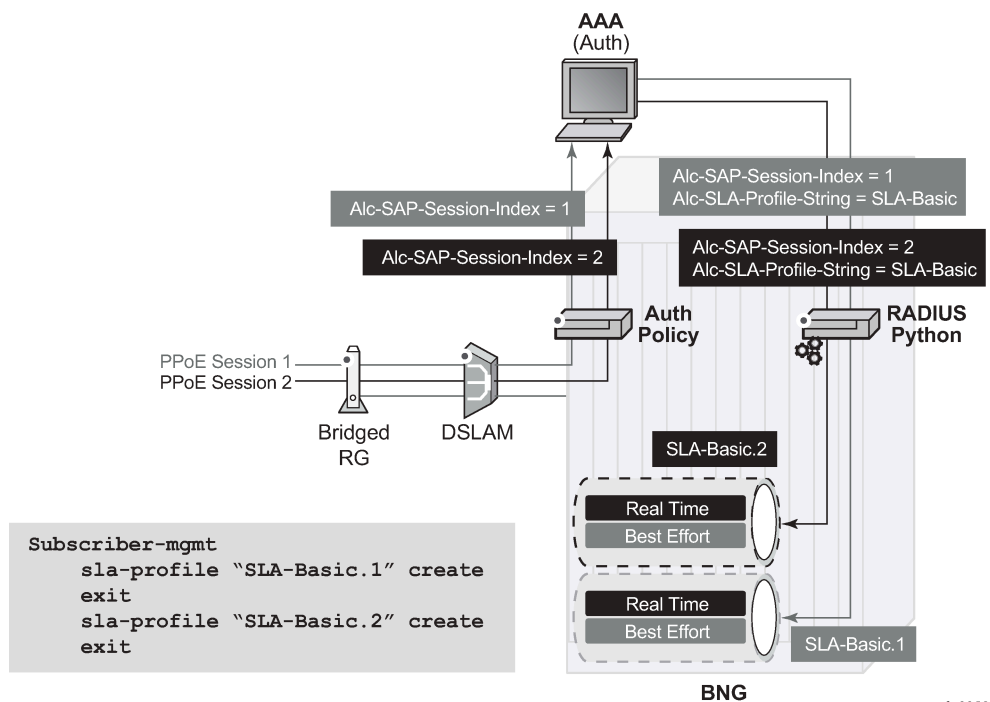 AAA
(Auth)
Alc-SAP-Session-Index = 1
Alc-SLA-Profile-String = SLA-Basic
Alc-SAP-Session-Index = 1
Alc-SAP-Session-Index = 2
Alc-SAP-Session-Index = 2
Alc-SLA-Profile-String = SLA-Basic
Auth
Policy
RADIUS
Python
PPoE Session 1
PPoE Session 2
Bridged
RG
DSLAM
SLA-Basic.2
Real Time
Best Effort
Subscriber-mgmt
sla-profile “SLA-Basic.1” create
exit
sla-profile “SLA-Basic.2” create
exit
Real Time
Best Effort
SLA-Basic.1
BNG